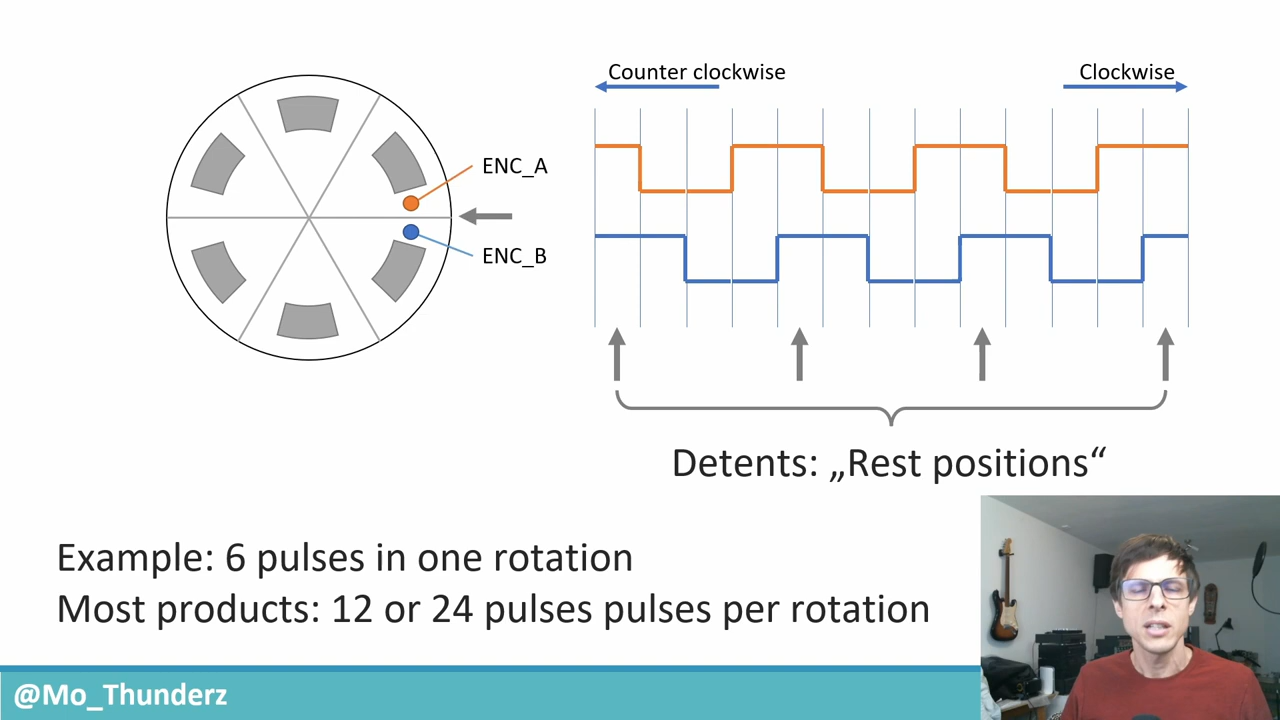 Counter clockwise
Clockwise
ENC_A
ENC_B
Detents: „Rest positions“
Example: 6 pulses in one rotation
Most products: 12 or 24 pulses pulses per rotation
@Mo_Thunderz